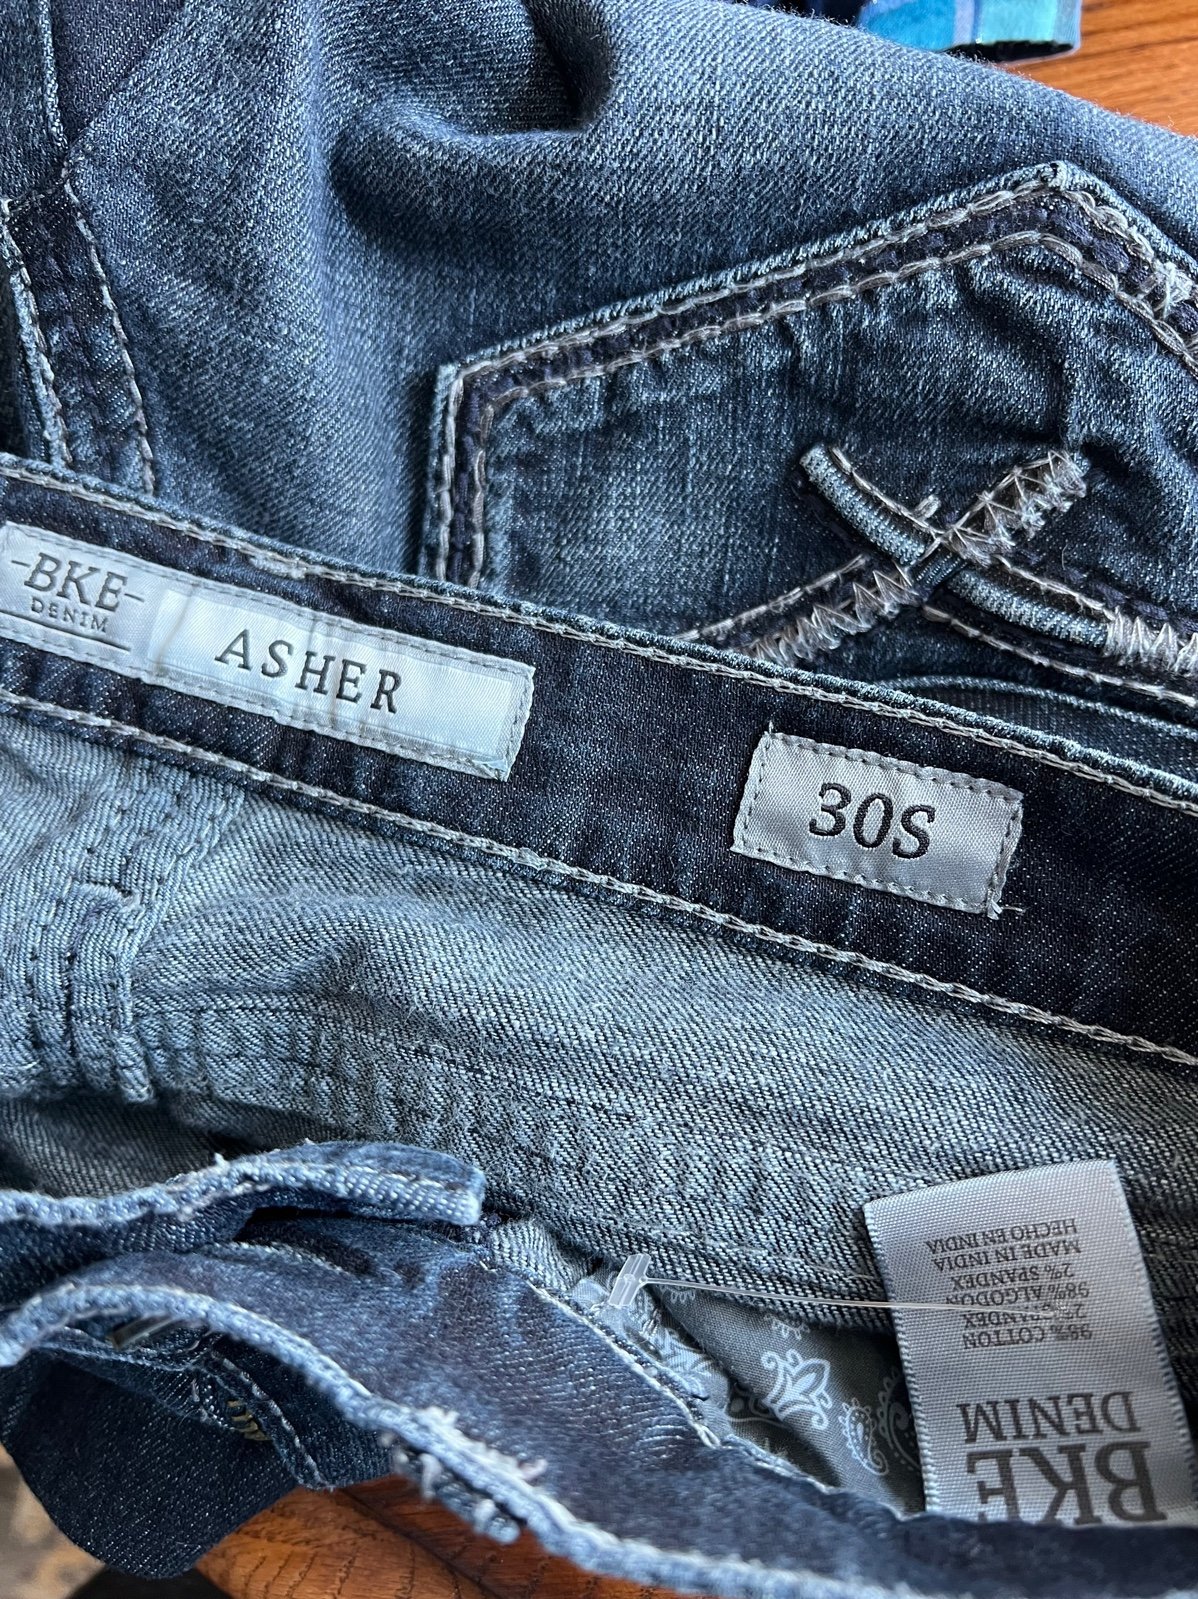 -BKE-
DENIM
ASHER
30S
BKE
DENIM
98% COTTON
2% SPANDEX
98% ALGODON
2% SPANDEX
MADE IN INDIA
HECHO EN INDIA